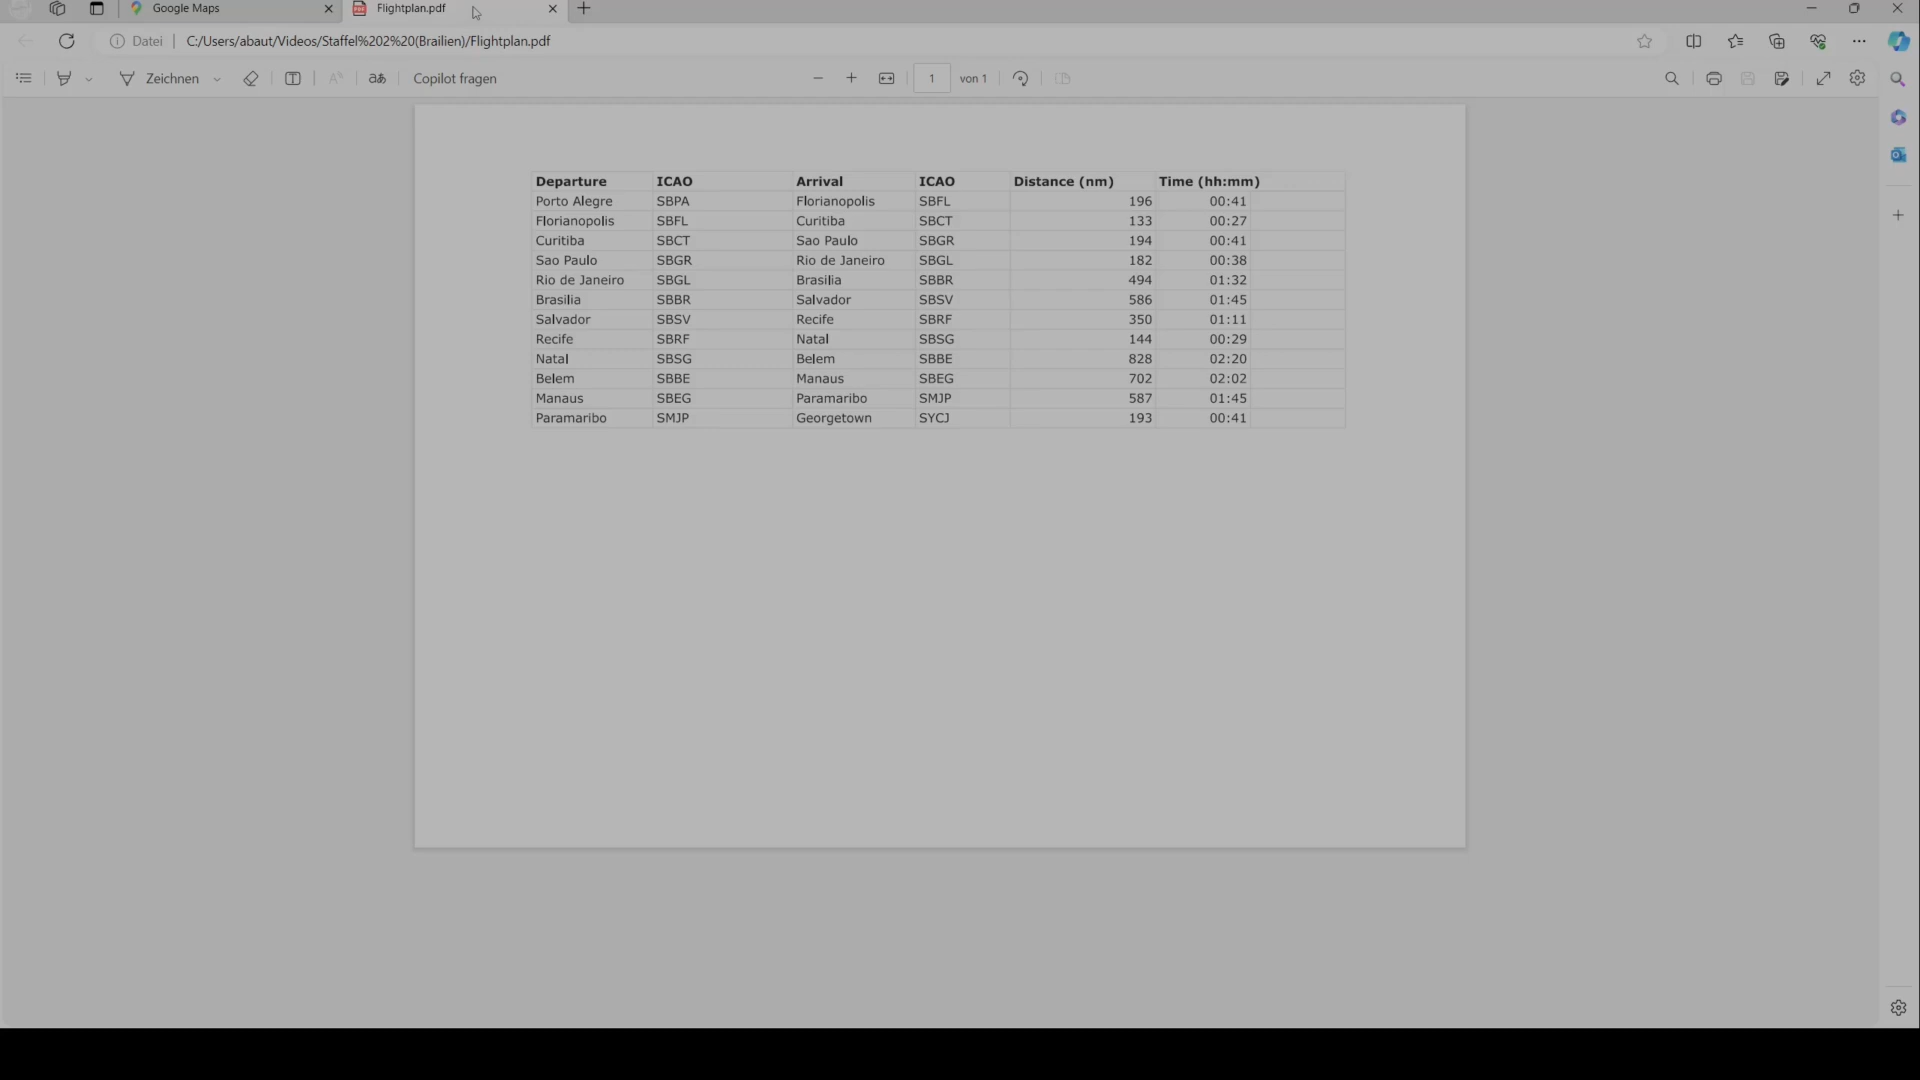 Google Maps
Flightplan.pdf
Datei
C:/Users/abaut/Videos/Staffel%202%20(Brailien)/Flightplan.pdf
Zeichnen
aあ
Copilot fragen
1 von 1
Departure ICAO Arrival ICAO Distance (nm) Time (hh:mm)
Porto Alegre SBPA Florianopolis SBFL 196 00:41
Florianopolis SBFL Curitiba SBCT 133 00:27
Curitiba SBCT Sao Paulo SBGR 194 00:41
Sao Paulo SBGR Rio de Janeiro SBGL 182 00:38
Rio de Janeiro SBGL Brasilia SBBR 494 01:32
Brasilia SBBR Salvador SBSV 586 01:45
Salvador SBSV Recife SBRF 350 01:11
Recife SBRF Natal SBSG 144 00:29
Natal SBSG Belem SBBE 828 02:20
Belem SBBE Manaus SBEG 702 02:02
Manaus SBEG Paramaribo SMJP 587 01:45
Paramaribo SMJP Georgetown SYCJ 193 00:41